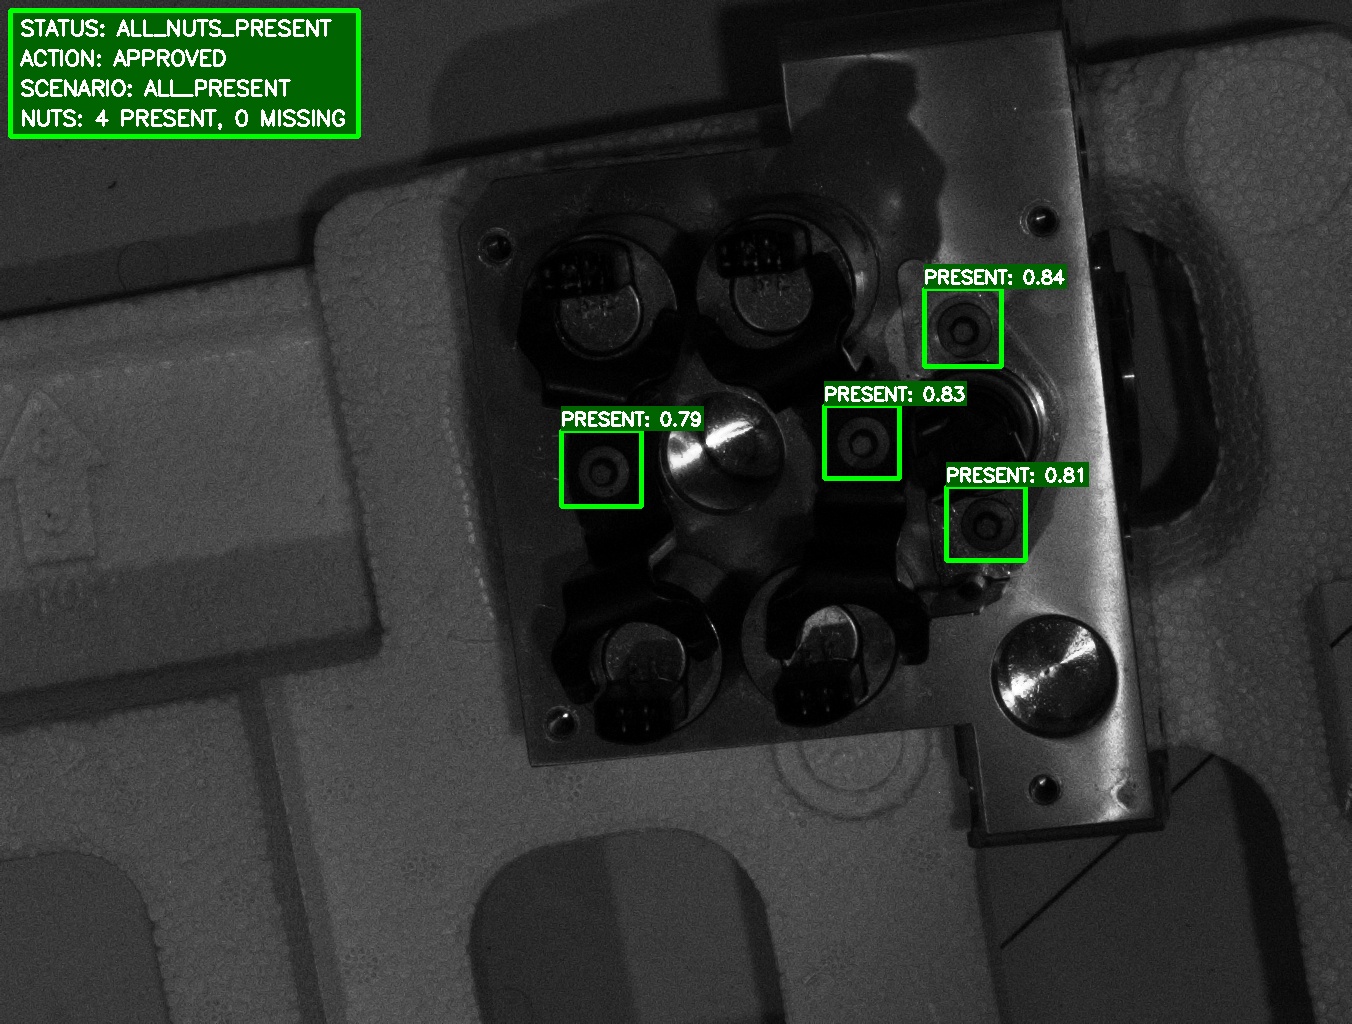 STATUS: ALL_NUTS_PRESENT
ACTION: APPROVED
SCENARIO: ALL_PRESENT
NUTS: 4 PRESENT, 0 MISSING
PRESENT: 0.84
PRESENT: 0.83
PRESENT: 0.79
PRESENT: 0.81